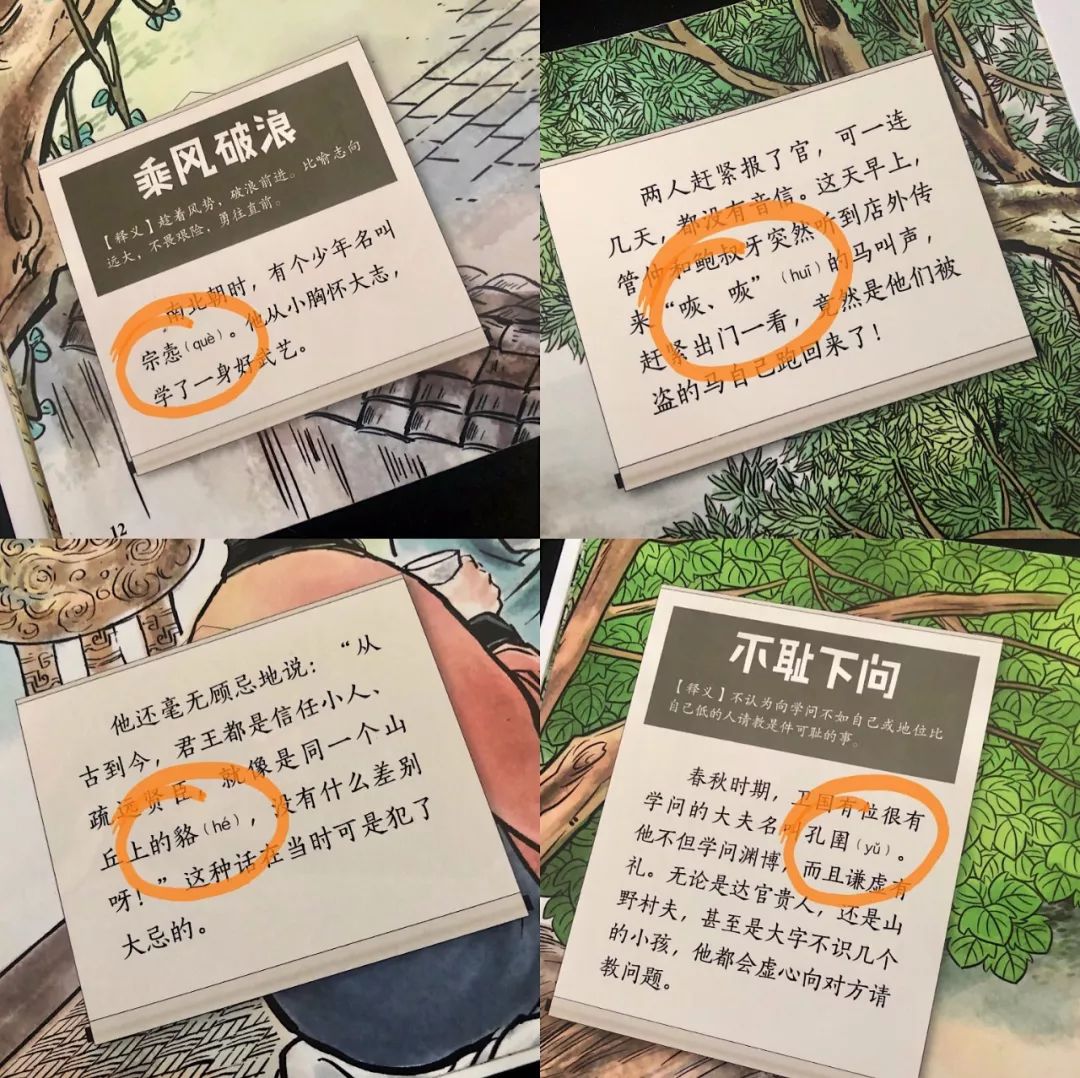 乘风破浪
【释义】趁着风势，破浪前进。比喻志向
远大，不畏艰险，勇往直前。
南北朝时，有个少年名叫
宗悫(què)。他从小胸怀大志，
学了一身好武艺。
12
两人赶紧报了官，可一连
几天，都没有音信。这天早上，
管仲和鲍叔牙突然听到店外传
来“咴、咴”(huī)的马叫声，
赶紧出门一看，竟然是他们被
盗的马自己跑回来了！
他还毫无顾忌地说：“从
古到今，君王都是信任小人、
疏远贤臣，就像是同一个山
丘上的貉(hé)，没有什么差别
呀！”这种话在当时可是犯了
大忌的。
不耻下问
【释义】不认为向学问不如自己或地位比
自己低的人请教是件可耻的事。
春秋时期，卫国有位很有
学问的大夫名叫孔圉(yǔ)。
他不但学问渊博，而且谦虚有
礼。无论是达官贵人，还是山
野村夫，甚至是大字不识几个
的小孩，他都会虚心向对方请
教问题。